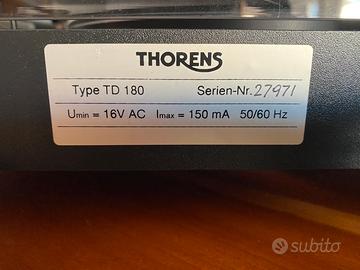 THORENS
Type TD 180 Serien-Nr. 27971
Umin = 16V AC Imax = 150 mA 50/60 Hz
subito